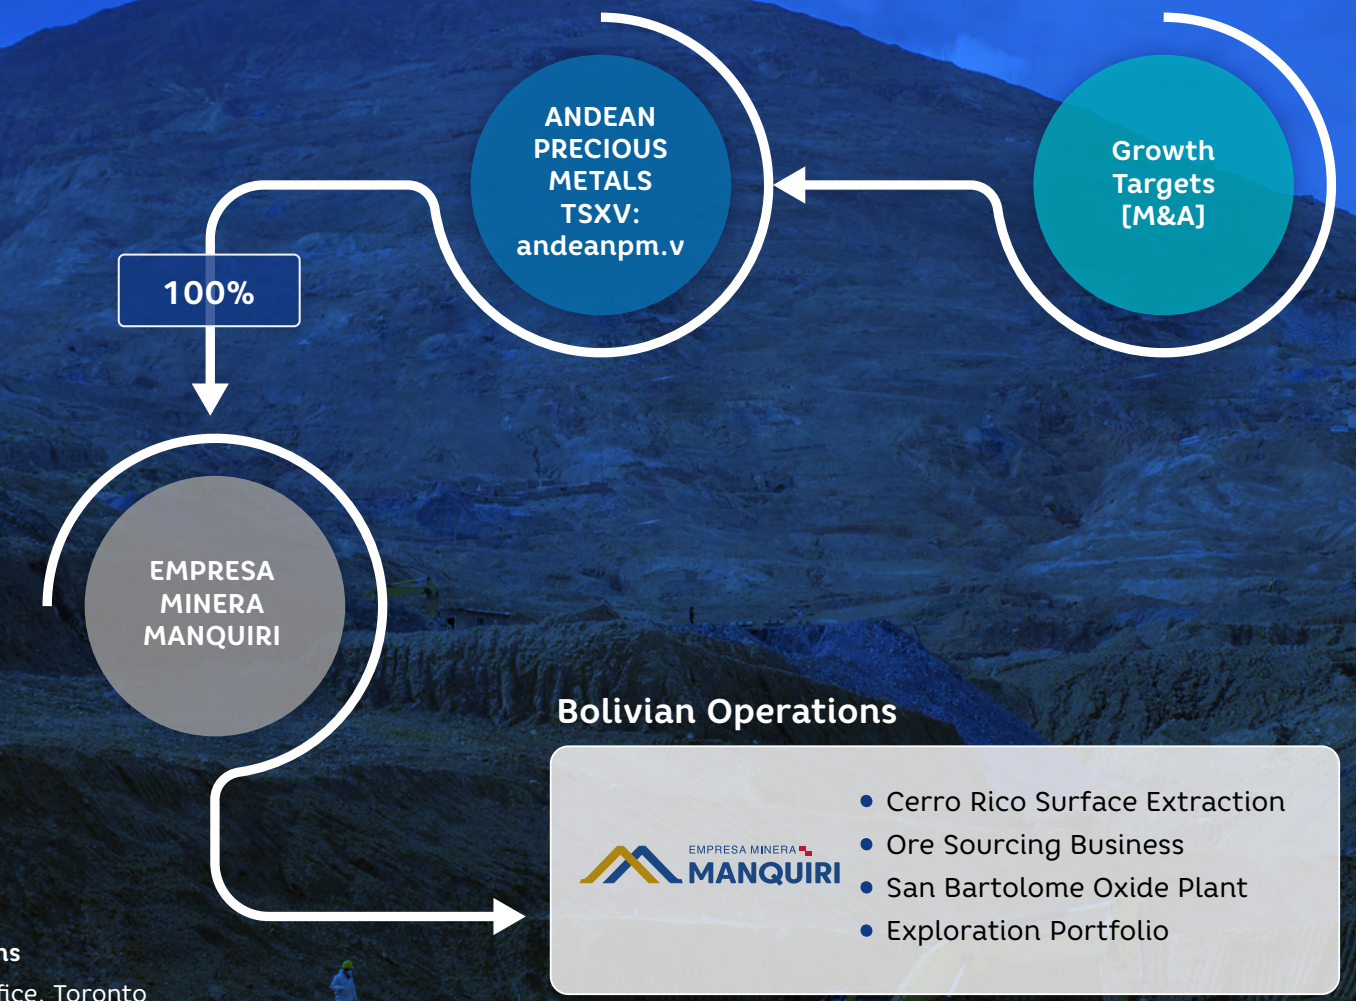 ANDEAN
PRECIOUS
METALS
TSXV:
andeanpm.v
Growth
Targets
[M&A]
100%
EMPRESA
MINERA
MANQUIRI
Bolivian Operations
EMPRESA MINERA
MANQUIRI
• Cerro Rico Surface Extraction
• Ore Sourcing Business
• San Bartolome Oxide Plant
• Exploration Portfolio
Toronto